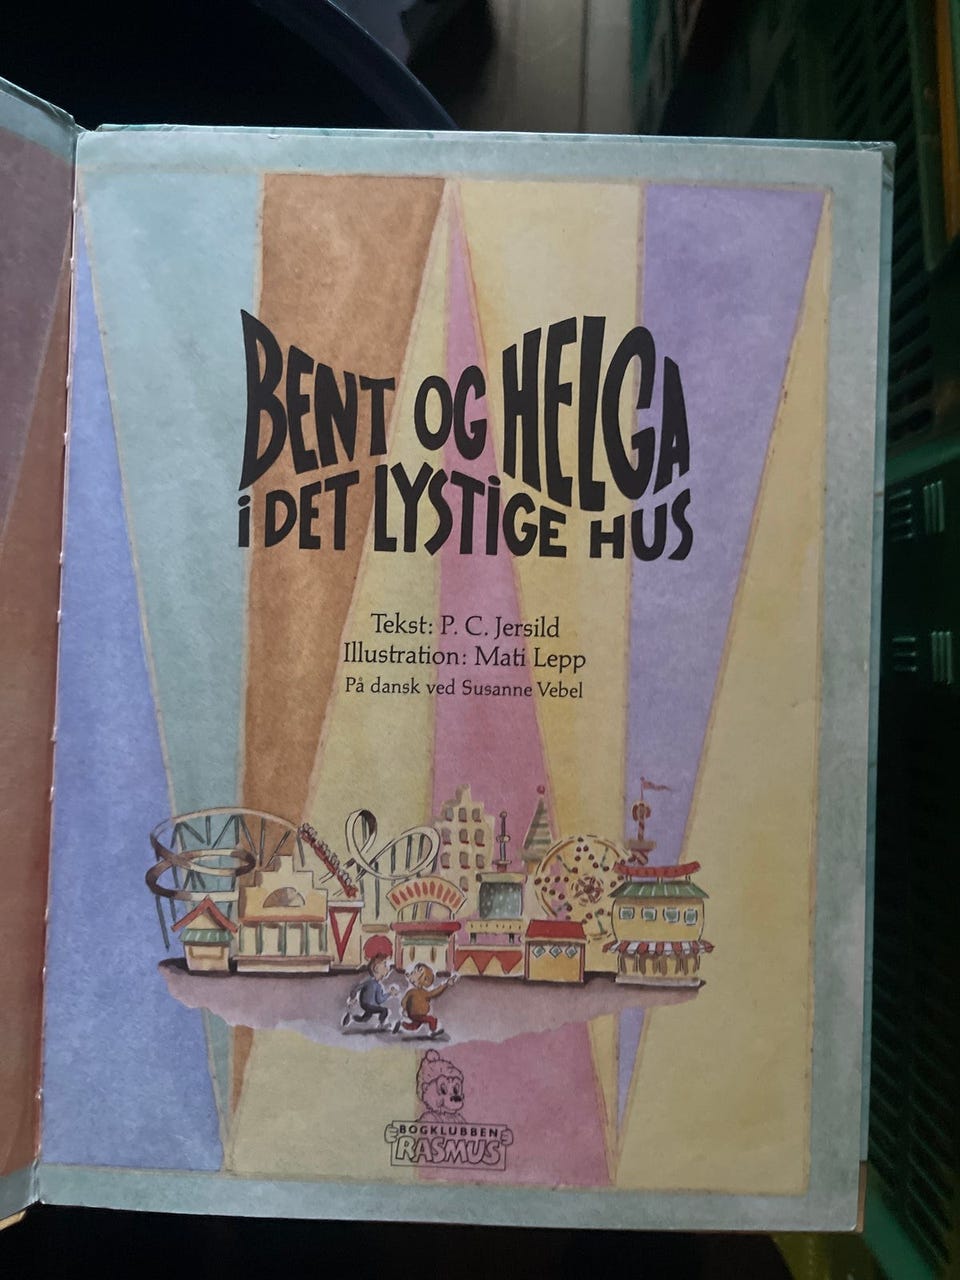 BENT OG HELGA
i DET LYSTiGE HUS
Tekst: P. C. Jersild
Illustration: Mati Lepp
På dansk ved Susanne Vebel
BOGKLUBBEN
RASMUS